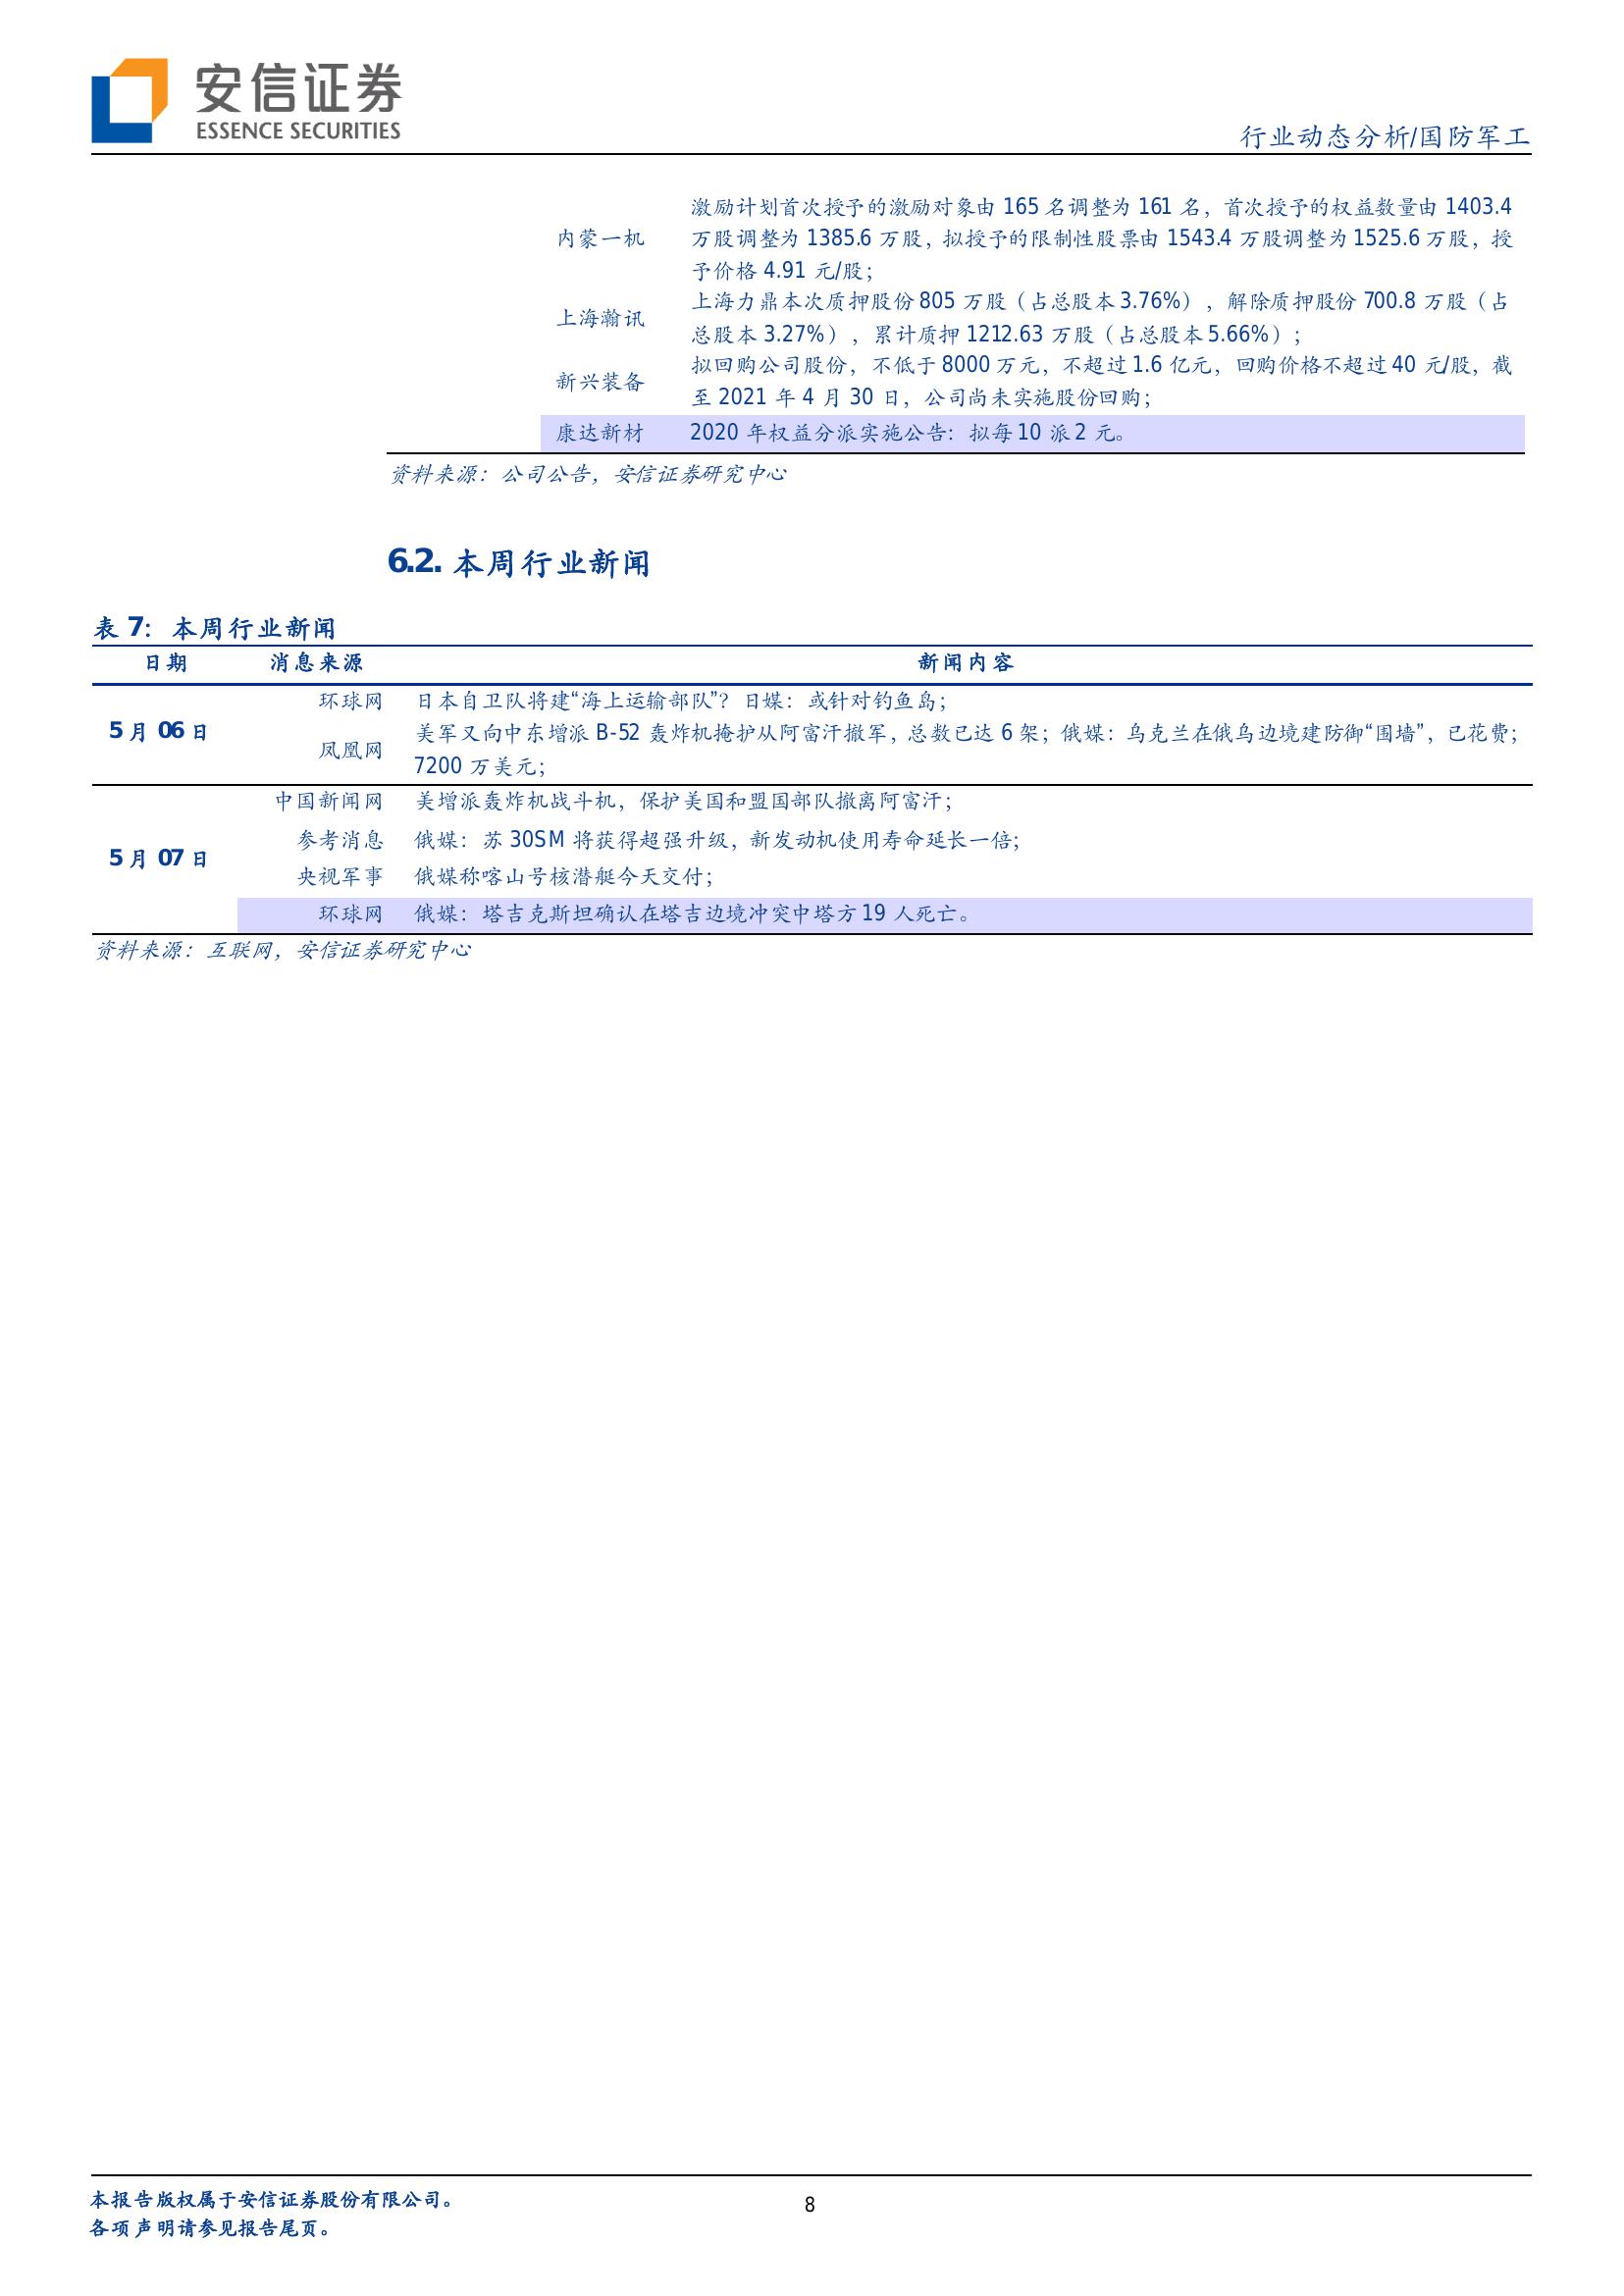 安信证券
ESSENCE SECURITIES
行业动态分析/国防军工
激励计划首次授予的激励对象由 165 名调整为 161 名，首次授予的权益数量由 1403.4
内蒙一机
万股调整为 1385.6 万股，拟授予的限制性股票由 1543.4 万股调整为 1525.6 万股，授
予价格 4.91 元/股；
上海力鼎本次质押股份 805 万股（占总股本 3.76%），解除质押股份 700.8 万股（占
上海瀚讯
总股本 3.27%），累计质押 1212.63 万股（占总股本 5.66%）；
拟回购公司股份，不低于 8000 万元，不超过 1.6 亿元，回购价格不超过 40 元/股，截
新兴装备
至 2021 年 4 月 30 日，公司尚未实施股份回购；
康达新材 2020 年权益分派实施公告：拟每 10 派 2 元。
资料来源：公司公告，安信证券研究中心
6.2. 本周行业新闻
表 7：本周行业新闻
日期 消息来源 新闻内容
5 月 06 日
环球网 日本自卫队将建“海上运输部队”？日媒：或针对钓鱼岛；
凤凰网 美军又向中东增派 B-52 轰炸机掩护从阿富汗撤军，总数已达 6 架；俄媒：乌克兰在俄乌边境建防御“围墙”，已花费；
7200 万美元；
5 月 07 日
中国新闻网 美增派轰炸机战斗机，保护美国和盟国部队撤离阿富汗；
参考消息 俄媒：苏 30SM 将获得超强升级，新发动机使用寿命延长一倍；
央视军事 俄媒称喀山号核潜艇今天交付；
环球网 俄媒：塔吉克斯坦确认在塔吉边境冲突中塔方 19 人死亡。
资料来源：互联网，安信证券研究中心
本报告版权属于安信证券股份有限公司。
各项声明请参见报告尾页。
8